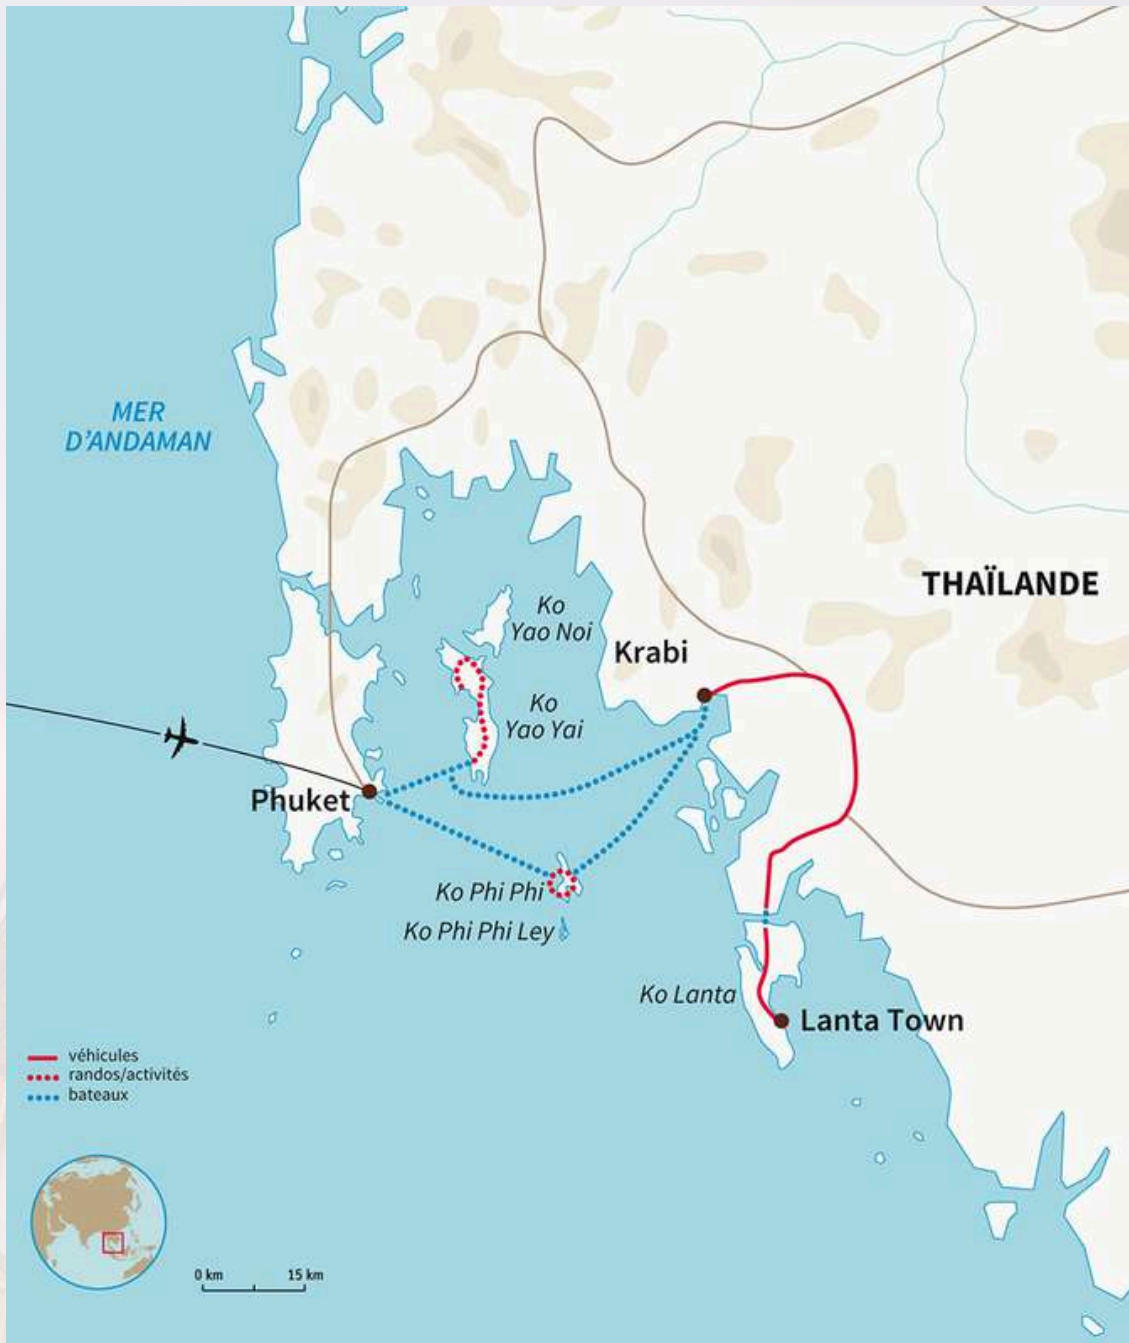 MER
D'ANDAMAN
THAÏLANDE
Ko
Yao Noi
Krabi
Ko
Yao Yai
Phuket
Ko Phi Phi
Ko Phi Phi Ley
Ko Lanta
Lanta Town
véhicules
randos/activités
bateaux
0 km 15 km